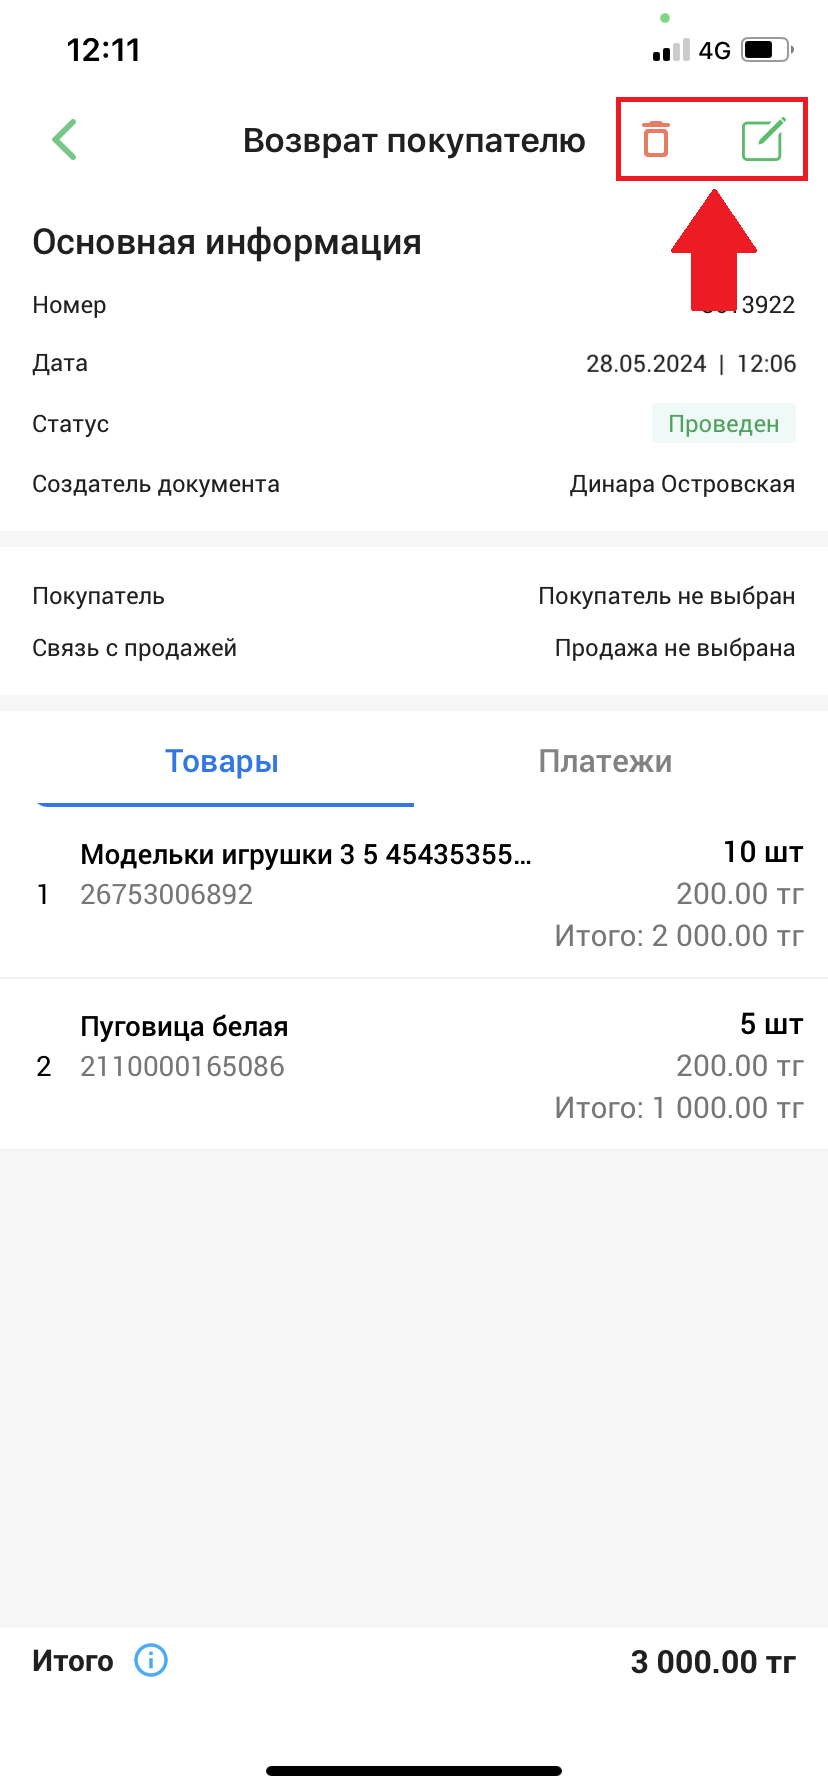 12:11
4G
Возврат покупателю
Основная информация
Номер 3922
Дата 28.05.2024 | 12:06
Статус Проведен
Создатель документа Динара Островская
Покупатель Покупатель не выбран
Связь с продажей Продажа не выбрана
Товары Платежи
Модельки игрушки 3 5 45435355... 10 шт
1 26753006892 200.00 тг
Итого: 2 000.00 тг
Пуговица белая 5 шт
2 2110000165086 200.00 тг
Итого: 1 000.00 тг
Итого 3 000.00 тг